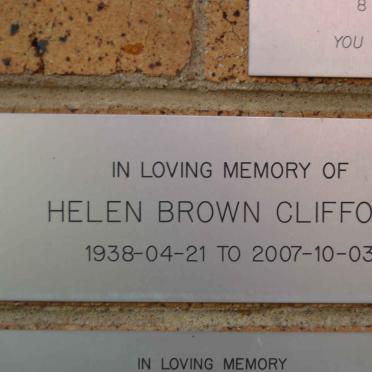 8
YOU
IN LOVING MEMORY OF
HELEN BROWN CLIFFO
1938-04-21 TO 2007-10-03
IN LOVING MEMORY